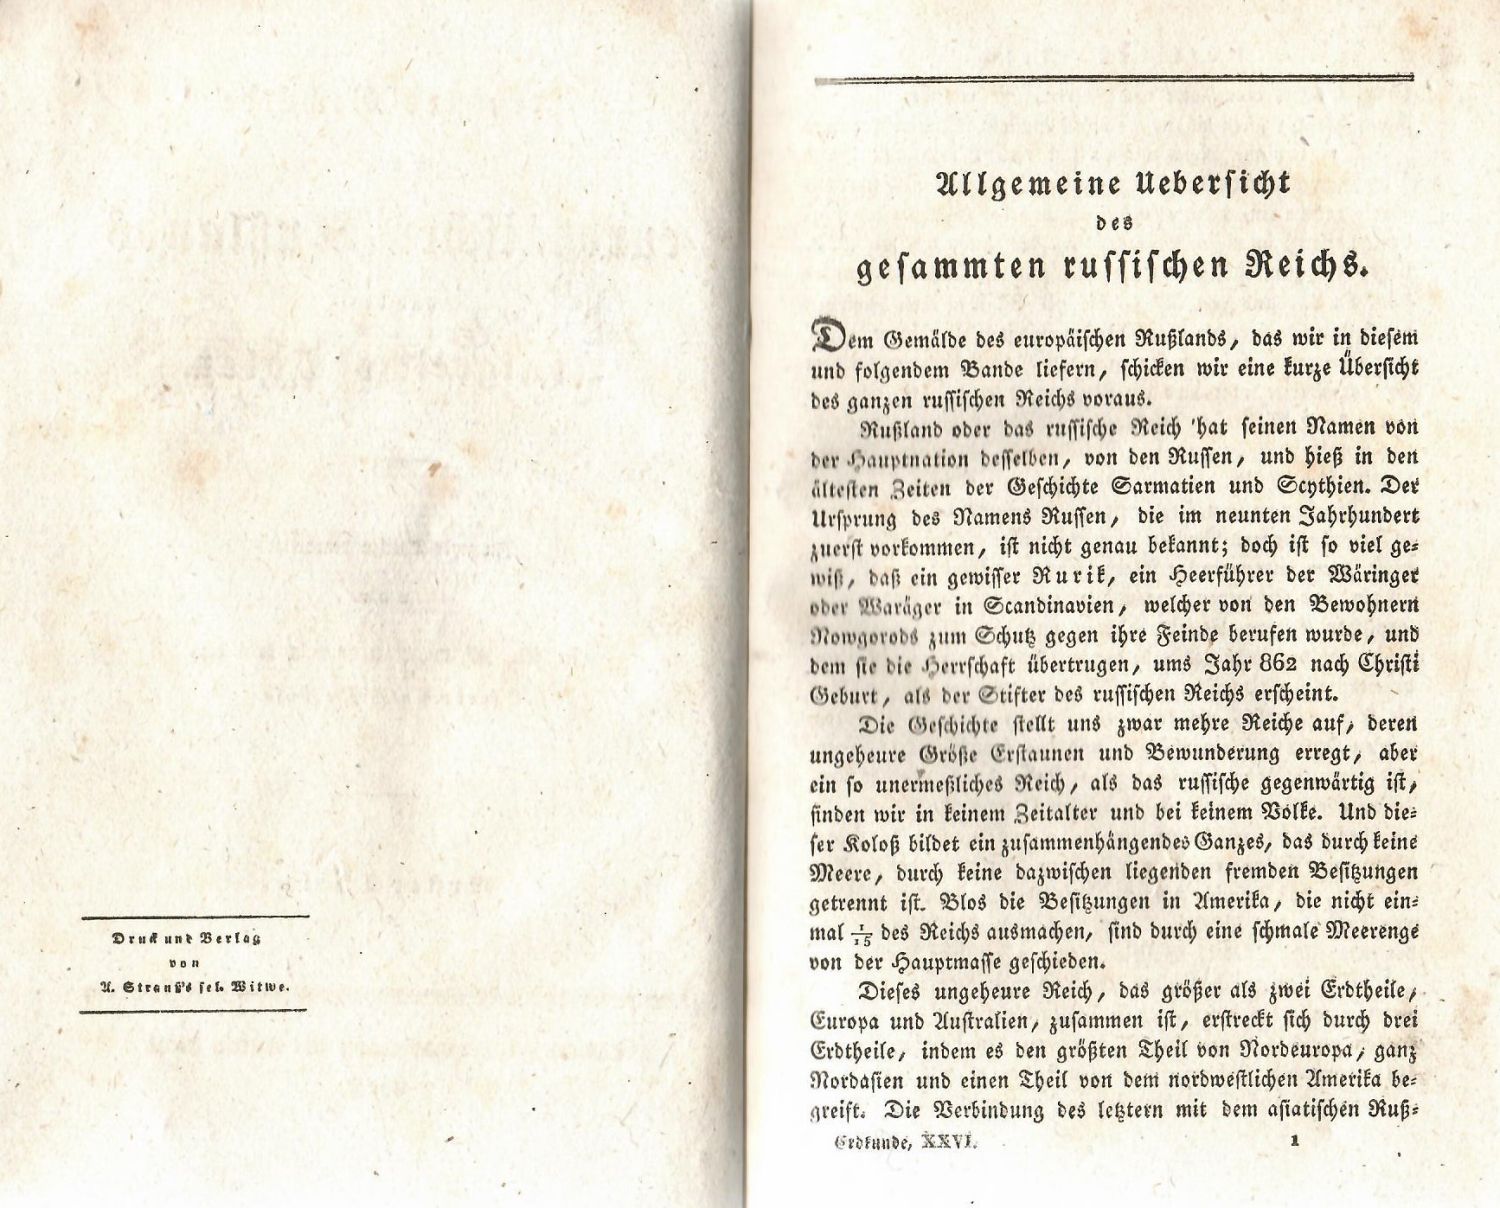 Druck und Verlag
von
A. Strauß's sel. Witwe.
Allgemeine Uebersicht
des
gesammten russischen Reichs.
Dem Gemälde des europäischen Rußlands, das wir in diesem
und folgendem Bande liefern, schicken wir eine kurze Übersicht
des ganzen russischen Reichs voraus.
Rußland oder das russische Reich hat seinen Namen von
der Hauptnation desselben, von den Russen, und hieß in den
ältesten Zeiten der Geschichte Sarmatien und Scythien. Der
Ursprung des Namens Russen, die im neunten Jahrhundert
zuerst vorkommen, ist nicht genau bekannt; doch ist so viel ge-
wiß, daß ein gewisser Rurik, ein Heerführer der Wäringer
oder Waräger in Scandinavien, welcher von den Bewohnern
Nowgorods zum Schutz gegen ihre Feinde berufen wurde, und
dem sie die Herrschaft übertrugen, ums Jahr 862 nach Christi
Geburt, als der Stifter des russischen Reichs erscheint.
Die Geschichte stellt uns zwar mehre Reiche auf, deren
ungeheure Größe Erstaunen und Bewunderung erregt, aber
ein so unermeßliches Reich, als das russische gegenwärtig ist,
finden wir in keinem Zeitalter und bei keinem Volke. Und die-
ser Koloß bildet ein zusammenhängendes Ganzes, das durch keine
Meere, durch keine dazwischen liegenden fremden Besitzungen
getrennt ist. Blos die Besitzungen in Amerika, die nicht ein-
mal 1/15 des Reichs ausmachen, sind durch eine schmale Meerenge
von der Hauptmasse geschieden.
Dieses ungeheure Reich, das größer als zwei Erdtheile,
Europa und Australien, zusammen ist, erstreckt sich durch drei
Erdtheile, indem es den größten Theil von Nordeuropa, ganz
Nordasien und einen Theil von dem nordwestlichen Amerika be-
greift. Die Verbindung des letztern mit dem asiatischen Ruß-
Erdkunde, XXVI. 1